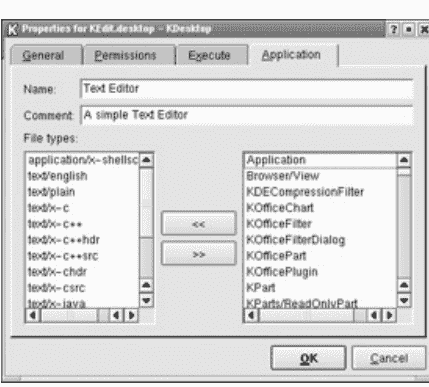 Properties for KEdit.desktop – KDesktop
General Permissions Execute Application
Name: Text Editor
Comment: A simple Text Editor
File types:
application/x-shellsc
text/english
text/plain
text/x-c
text/x-c++
text/x-c++hdr
text/x-c++src
text/x-chdr
text/x-csrc
text/x-java
<<
>>
Application
Browser/View
KDECompressionFilter
KOfficeChart
KOfficeFilter
KOfficeFilterDialog
KOfficePart
KOfficePlugin
KPart
KParts/ReadOnlyPart
OK Cancel